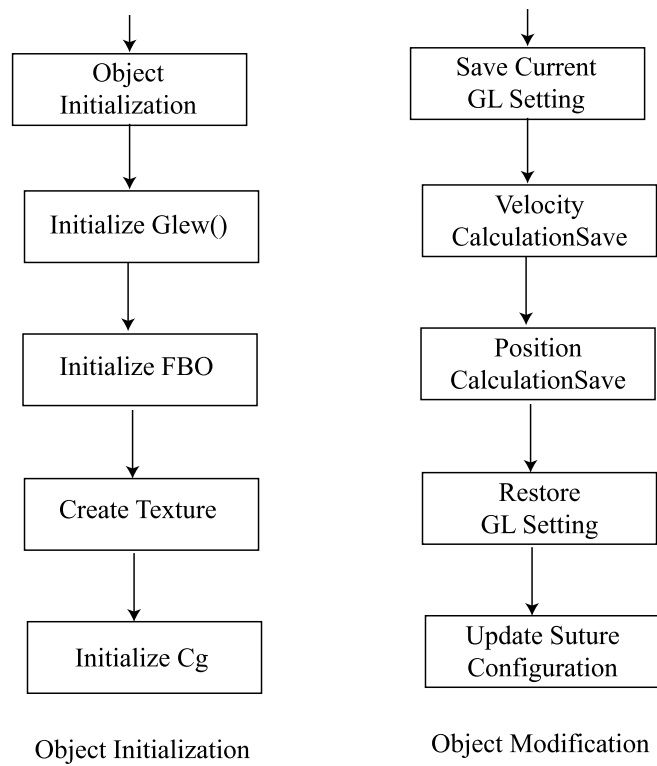 Object
Initialization
Initialize Glew()
Initialize FBO
Create Texture
Initialize Cg
Object Initialization
Save Current
GL Setting
Velocity
CalculationSave
Position
CalculationSave
Restore
GL Setting
Update Suture
Configuration
Object Modification